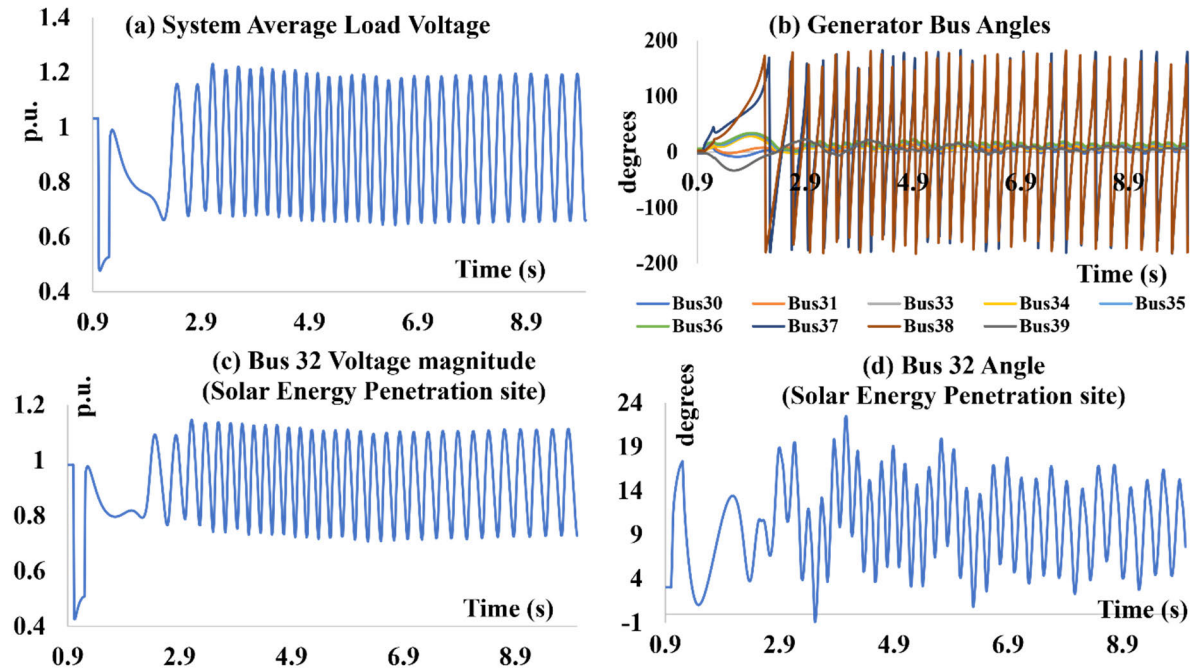 (a) System Average Load Voltage
p.u.
1.4
1.2
1
0.8
0.6
0.4
Time (s)
0.9 2.9 4.9 6.9 8.9
(b) Generator Bus Angles
degrees
200
100
0
-100
-200
0.9 2.9 4.9 6.9 8.9
Time (s)
Bus30 Bus31 Bus33 Bus34 Bus35
Bus36 Bus37 Bus38 Bus39
(c) Bus 32 Voltage magnitude
(Solar Energy Penetration site)
p.u.
1.2
1
0.8
0.6
0.4
Time (s)
0.9 2.9 4.9 6.9 8.9
(d) Bus 32 Angle
(Solar Energy Penetration site)
degrees
24
19
14
9
4
-1
Time (s)
0.9 2.9 4.9 6.9 8.9